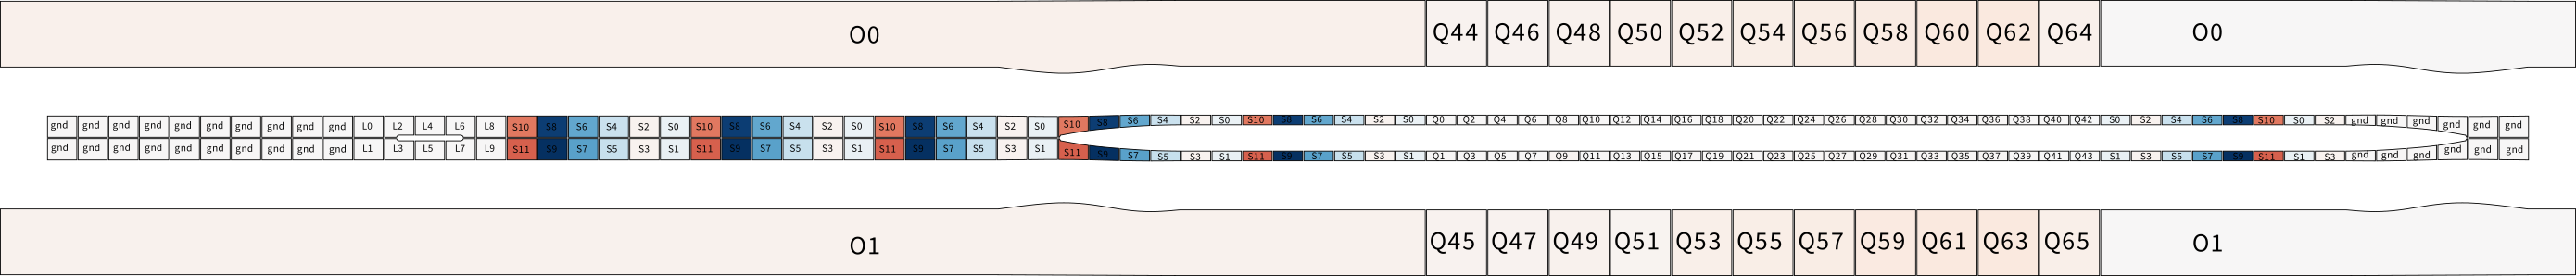 O0 Q44 Q46 Q48 Q50 Q52 Q54 Q56 Q58 Q60 Q62 Q64 O0
gnd gnd gnd gnd gnd gnd gnd gnd gnd gnd L0 L2 L4 L6 L8 S10 S8 S6 S4 S2 S0 S10 S8 S6 S4 S2 S0 S10 S8 S6 S4 S2 S0 S10 S8 S6 S4 S2 S0 S10 S8 S6 S4 S2 S0 Q0 Q2 Q4 Q6 Q8 Q10 Q12 Q14 Q16 Q18 Q20 Q22 Q24 Q26 Q28 Q30 Q32 Q34 Q36 Q38 Q40 Q42 S0 S2 S4 S6 S8 S10 S0 S2 gnd gnd gnd gnd gnd gnd
gnd gnd gnd gnd gnd gnd gnd gnd gnd gnd L1 L3 L5 L7 L9 S11 S9 S7 S5 S3 S1 S11 S9 S7 S5 S3 S1 S11 S9 S7 S5 S3 S1 S11 S9 S7 S5 S3 S1 S11 S9 S7 S5 S3 S1 Q1 Q3 Q5 Q7 Q9 Q11 Q13 Q15 Q17 Q19 Q21 Q23 Q25 Q27 Q29 Q31 Q33 Q35 Q37 Q39 Q41 Q43 S1 S3 S5 S7 S9 S11 S1 S3 gnd gnd gnd gnd gnd gnd
O1 Q45 Q47 Q49 Q51 Q53 Q55 Q57 Q59 Q61 Q63 Q65 O1